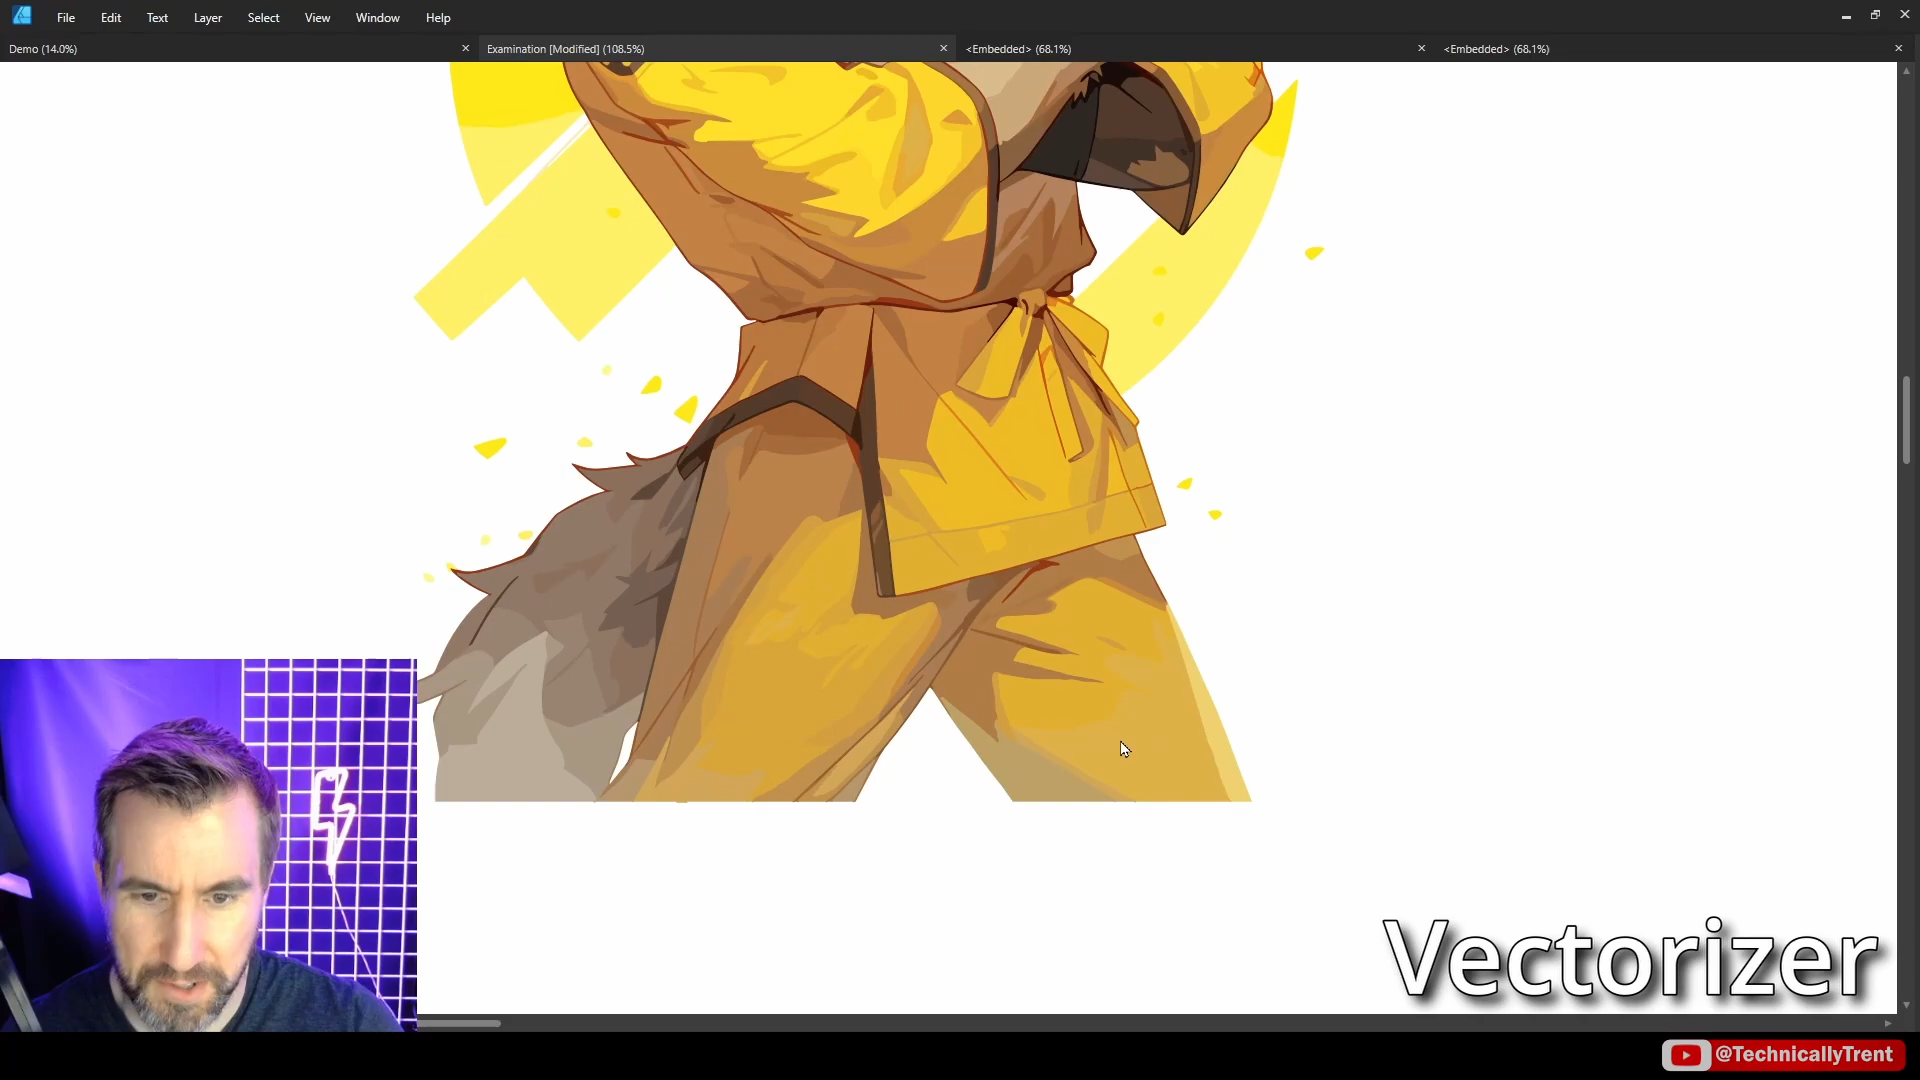 File Edit Text Layer Select View Window Help
Demo (14.0%) Examination [Modified] (108.5%) <Embedded> (68.1%) <Embedded> (68.1%)
Vectorizer
@TechnicallyTrent